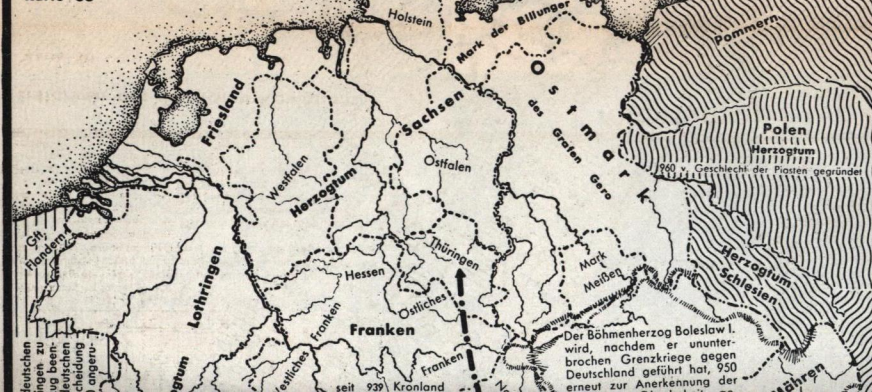 Holstein
Mark der Billunger
Pommern
Ostmark
des Grafen
Gero
Friesland
Sachsen
Polen
Herzogtum
960 v. Geschlecht der Piasten gegründet
Westfalen
Ostfalen
Herzogtum
Gft.
Flandern
Thüringen
Mark
Meißen
Herzogtum
Schlesien
Lothringen
Hessen
Östliches
Franken
Franken
Franken
seit 939 Kronland
Der Böhmenherzog Boleslaw I.
wird, nachdem er ununter-
brochen Grenzkriege gegen
Deutschland geführt hat, 950
erneut zur Anerkennung der